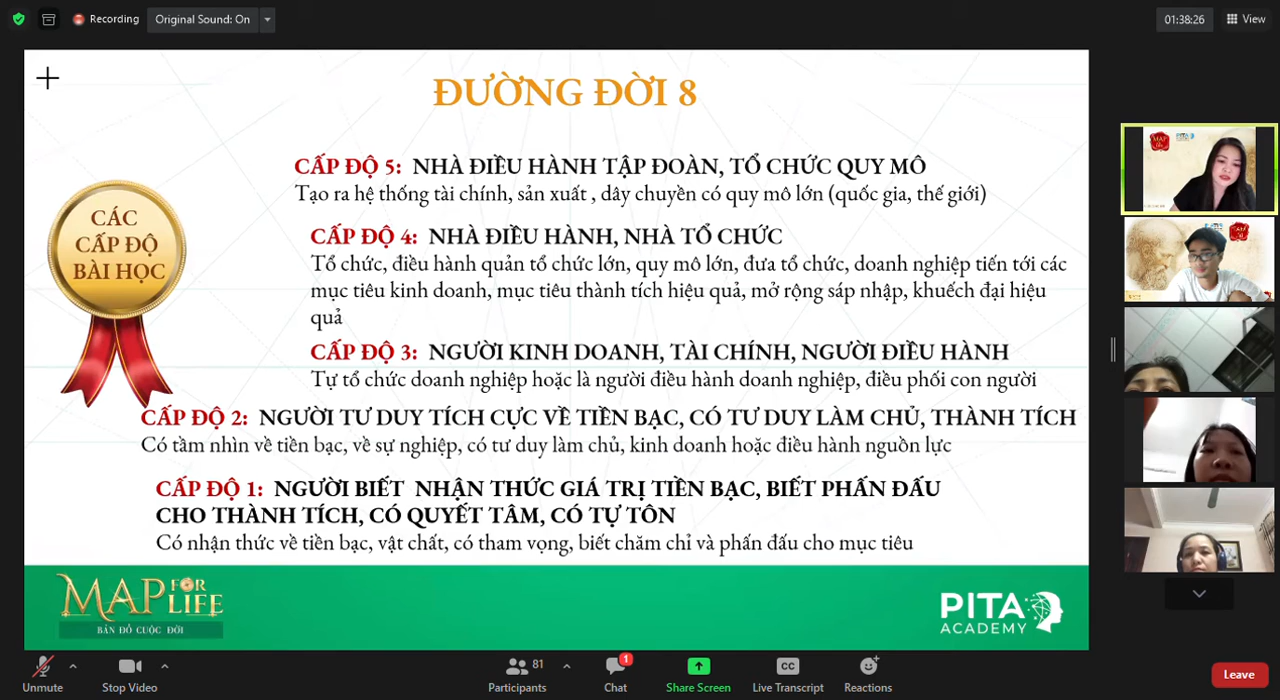 Recording
Original Sound: On
01:38:26
View
ĐƯỜNG ĐỜI 8
CÁC
CẤP ĐỘ
BÀI HỌC
CẤP ĐỘ 5: NHÀ ĐIỀU HÀNH TẬP ĐOÀN, TỔ CHỨC QUY MÔ
Tạo ra hệ thống tài chính, sản xuất , dây chuyền có quy mô lớn (quốc gia, thế giới)
CẤP ĐỘ 4: NHÀ ĐIỀU HÀNH, NHÀ TỔ CHỨC
Tổ chức, điều hành quản tổ chức lớn, quy mô lớn, đưa tổ chức, doanh nghiệp tiến tới các
mục tiêu kinh doanh, mục tiêu thành tích hiệu quả, mở rộng sáp nhập, khuếch đại hiệu
quả
CẤP ĐỘ 3: NGƯỜI KINH DOANH, TÀI CHÍNH, NGƯỜI ĐIỀU HÀNH
Tự tổ chức doanh nghiệp hoặc là người điều hành doanh nghiệp, điều phối con người
CẤP ĐỘ 2: NGƯỜI TƯ DUY TÍCH CỰC VỀ TIỀN BẠC, CÓ TƯ DUY LÀM CHỦ, THÀNH TÍCH
Có tầm nhìn về tiền bạc, về sự nghiệp, có tư duy làm chủ, kinh doanh hoặc điều hành nguồn lực
CẤP ĐỘ 1: NGƯỜI BIẾT NHẬN THỨC GIÁ TRỊ TIỀN BẠC, BIẾT PHẤN ĐẤU
CHO THÀNH TÍCH, CÓ QUYẾT TÂM, CÓ TỰ TÔN
Có nhận thức về tiền bạc, vật chất, có tham vọng, biết chăm chỉ và phấn đấu cho mục tiêu
MAP FOR LIFE
BẢN ĐỒ CUỘC ĐỜI
PITA
ACADEMY
Unmute
Stop Video
81
Participants
1
Chat
Share Screen
CC
Live Transcript
Reactions
Leave